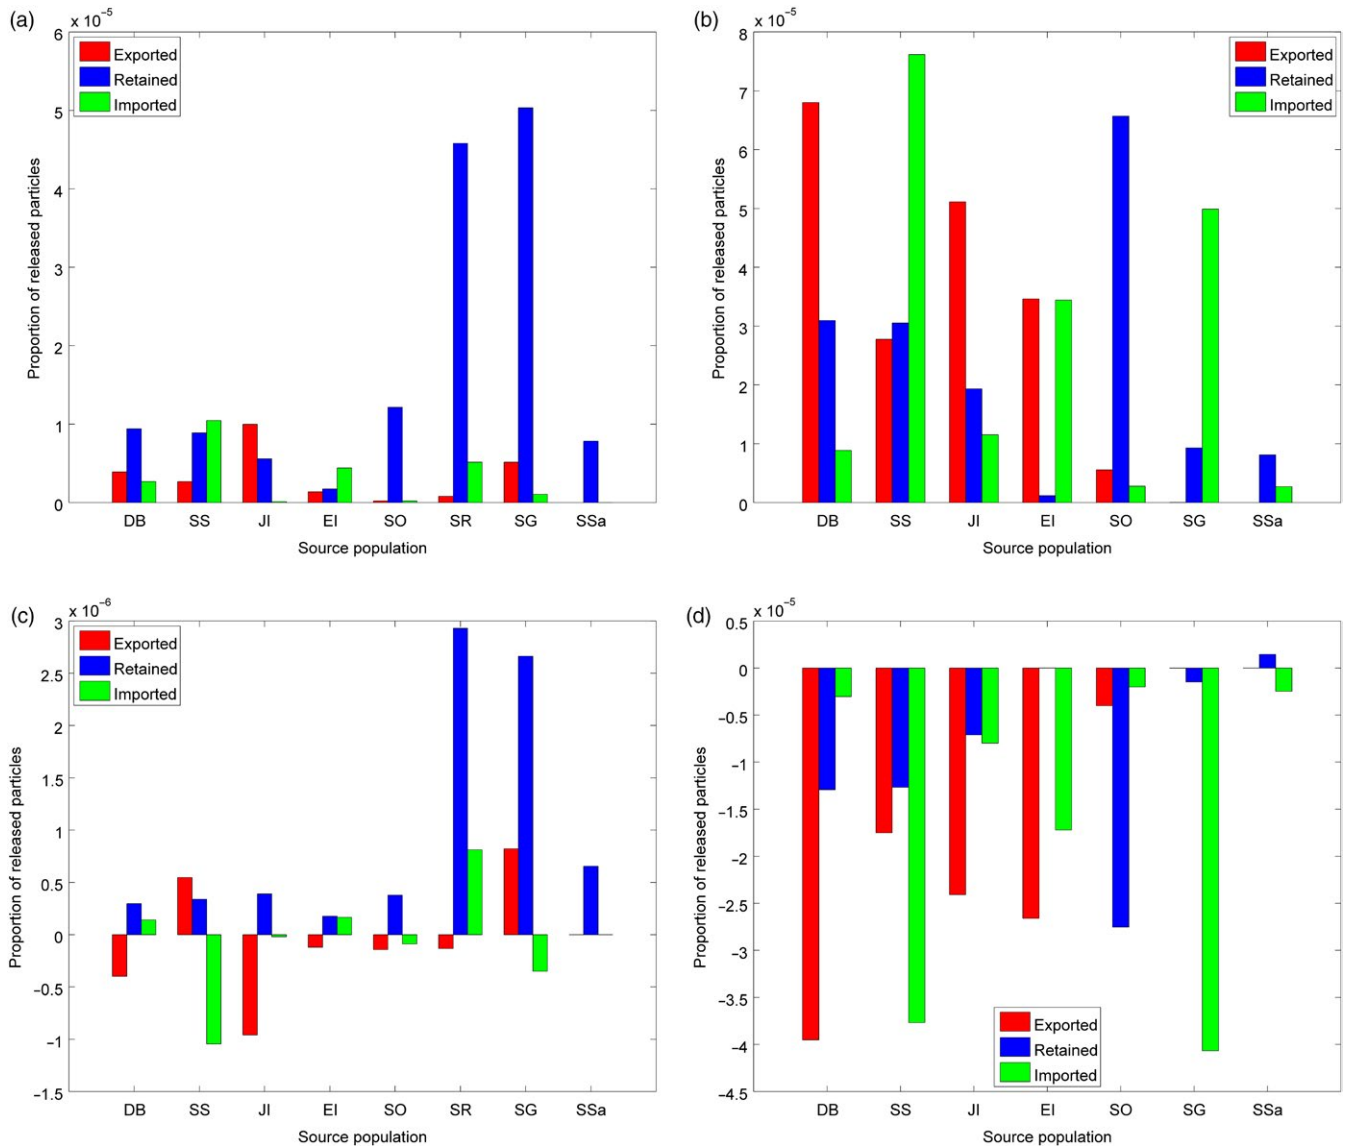 (a)
x 10⁻⁵
6
5
4
3
2
1
0
Proportion of released particles
Exported
Retained
Imported
DB SS JI EI SO SR SG SSa
Source population
(b)
x 10⁻⁵
8
7
6
5
4
3
2
1
0
Proportion of released particles
Exported
Retained
Imported
DB SS JI EI SO SG SSa
Source population
(c)
x 10⁻⁶
3
2.5
2
1.5
1
0.5
0
−0.5
−1
−1.5
Proportion of released particles
Exported
Retained
Imported
DB SS JI EI SO SR SG SSa
Source population
(d)
x 10⁻⁵
0.5
0
−0.5
−1
−1.5
−2
−2.5
−3
−3.5
−4
−4.5
Proportion of released particles
Exported
Retained
Imported
DB SS JI EI SO SG SSa
Source population